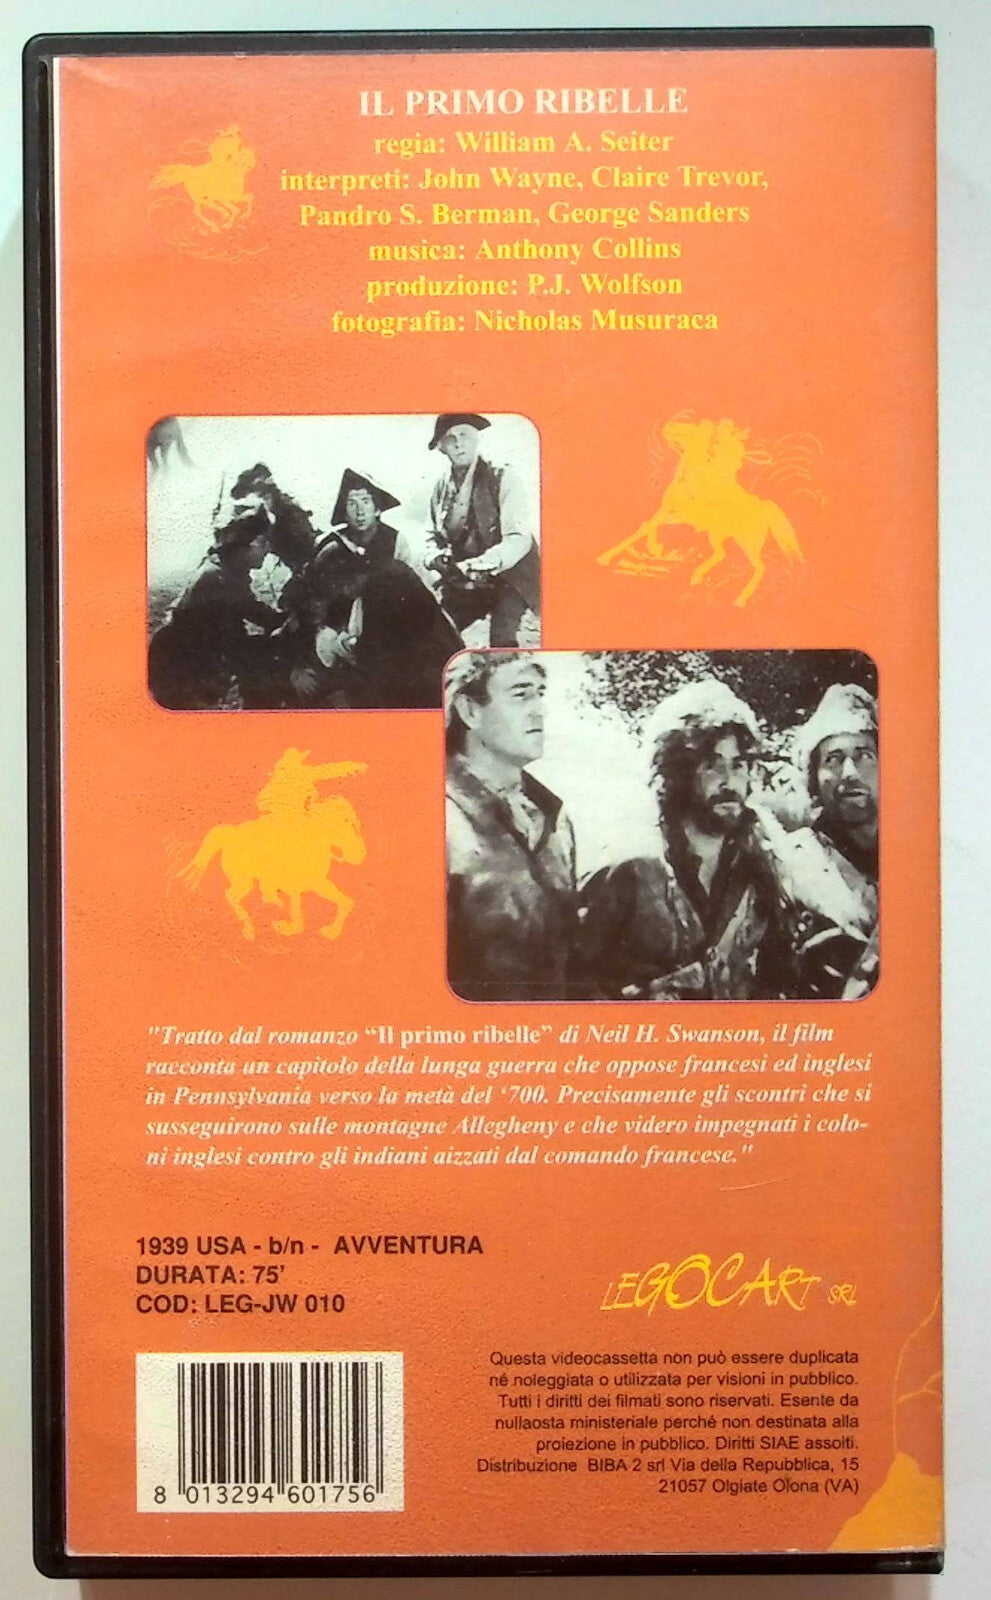 IL PRIMO RIBELLE
regia: William A. Seiter
interpreti: John Wayne, Claire Trevor,
Pandro S. Berman, George Sanders
musica: Anthony Collins
produzione: P.J. Wolfson
fotografia: Nicholas Musuraca
"Tratto dal romanzo “Il primo ribelle” di Neil H. Swanson, il film
racconta un capitolo della lunga guerra che oppose francesi ed inglesi
in Pennsylvania verso la metà del ‘700. Precisamente gli scontri che si
susseguirono sulle montagne Allegheny e che videro impegnati i colo-
ni inglesi contro gli indiani aizzati dal comando francese."
1939 USA - b/n - AVVENTURA
DURATA: 75’
COD: LEG-JW 010
LEGOCART SRL
Questa videocassetta non può essere duplicata
né noleggiata o utilizzata per visioni in pubblico.
Tutti i diritti dei filmati sono riservati. Esente da
nullaosta ministeriale perché non destinata alla
proiezione in pubblico. Diritti SIAE assolti.
Distribuzione BIBA 2 srl Via della Repubblica, 15
21057 Olgiate Olona (VA)
8 013294 601756